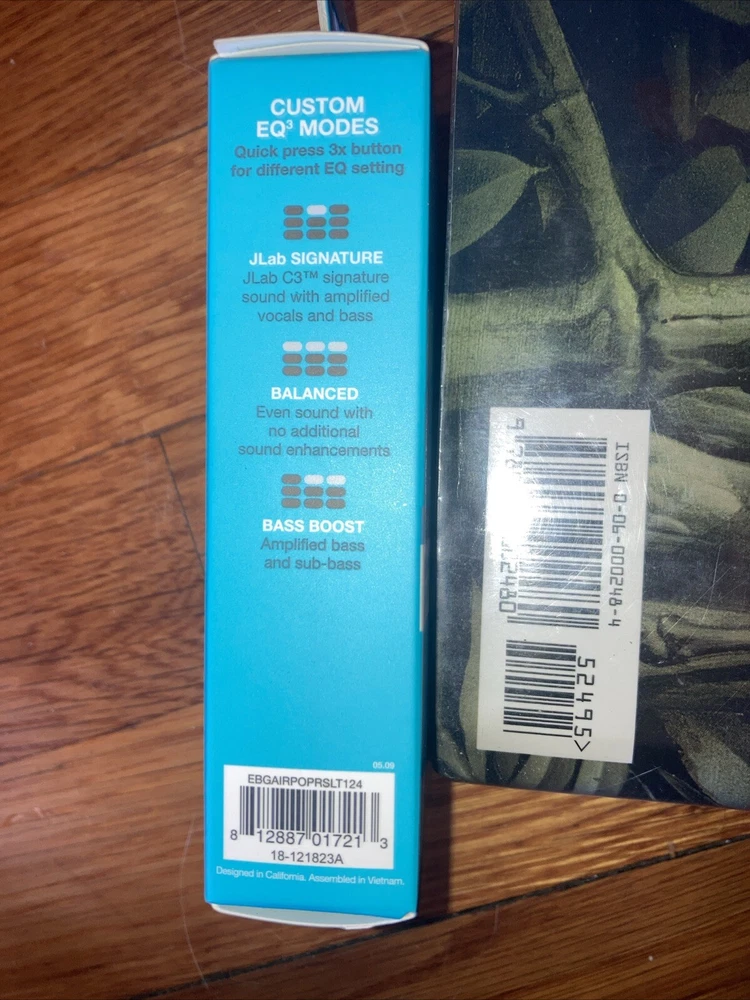 CUSTOM
EQ³ MODES
Quick press 3x button
for different EQ setting
JLab SIGNATURE
JLab C3™ signature
sound with amplified
vocals and bass
BALANCED
Even sound with
no additional
sound enhancements
BASS BOOST
Amplified bass
and sub-bass
05.09
EBGAIRPOPRSLT124
8 12887 01721 3
18-121823A
Designed in California. Assembled in Vietnam.
ISBN 0-06-000248-4
52495>